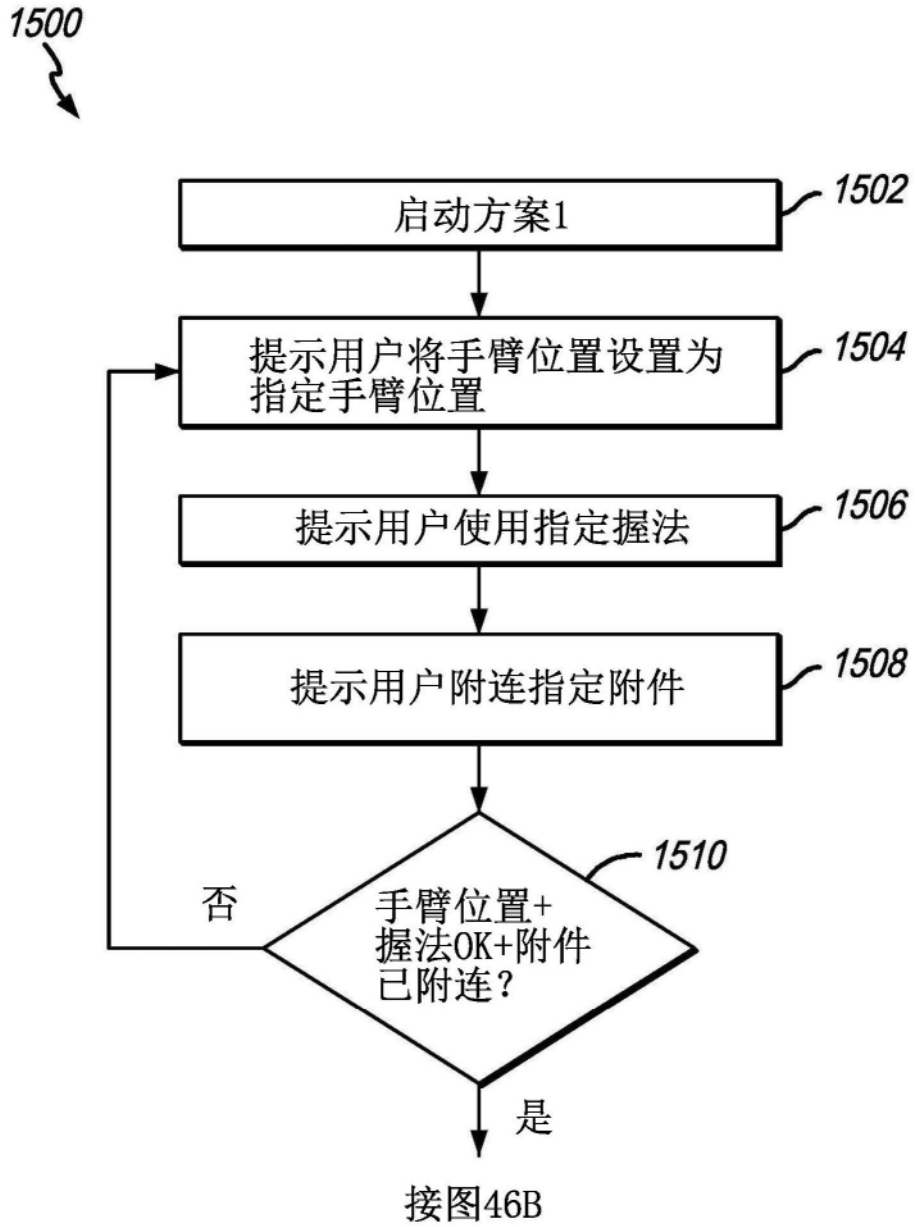 1500
启动方案1
1502
提示用户将手臂位置设置为
指定手臂位置
1504
提示用户使用指定握法
1506
提示用户附连指定附件
1508
手臂位置+
握法OK+附件
已附连?
1510
否
是
接图46B